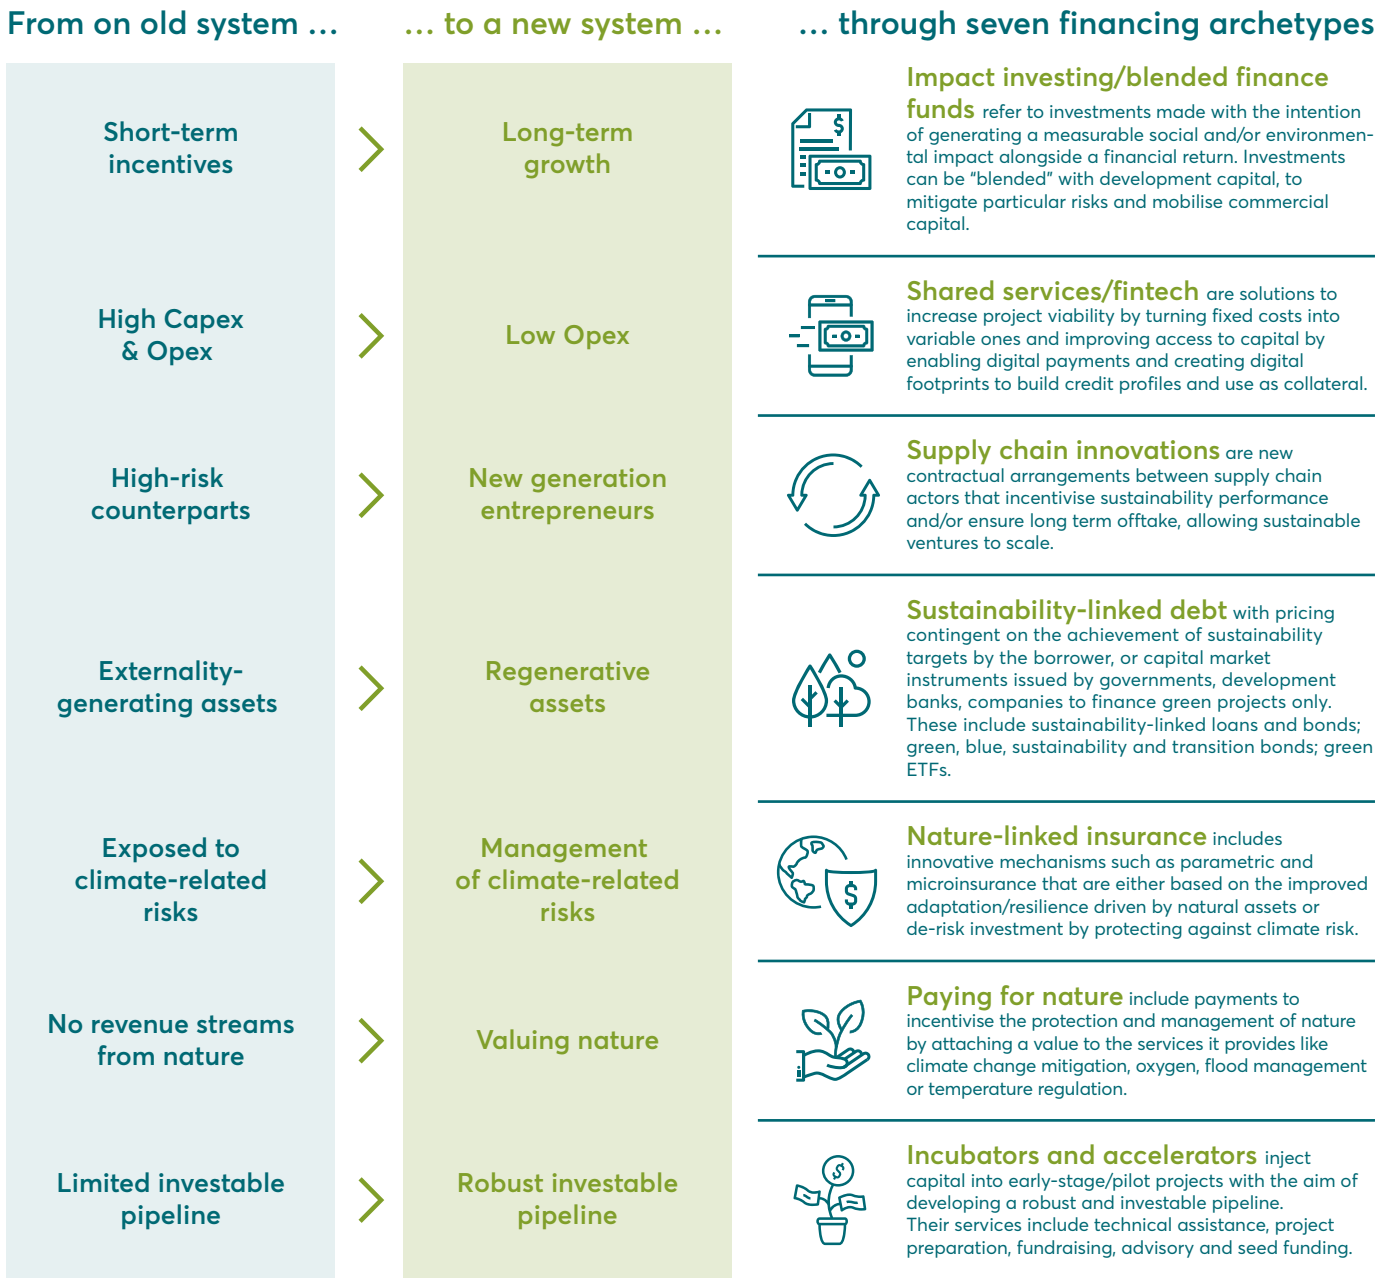 From on old system ...
... to a new system ...
... through seven financing archetypes
Short-term
incentives
Long-term
growth
Impact investing/blended finance
funds refer to investments made with the intention
of generating a measurable social and/or environmen-
tal impact alongside a financial return. Investments
can be “blended” with development capital, to
mitigate particular risks and mobilise commercial
capital.
High Capex
& Opex
Low Opex
Shared services/fintech are solutions to
increase project viability by turning fixed costs into
variable ones and improving access to capital by
enabling digital payments and creating digital
footprints to build credit profiles and use as collateral.
High-risk
counterparts
New generation
entrepreneurs
Supply chain innovations are new
contractual arrangements between supply chain
actors that incentivise sustainability performance
and/or ensure long term offtake, allowing sustainable
ventures to scale.
Externality-
generating assets
Regenerative
assets
Sustainability-linked debt with pricing
contingent on the achievement of sustainability
targets by the borrower, or capital market
instruments issued by governments, development
banks, companies to finance green projects only.
These include sustainability-linked loans and bonds;
green, blue, sustainability and transition bonds; green
ETFs.
Exposed to
climate-related
risks
Management
of climate-related
risks
Nature-linked insurance includes
innovative mechanisms such as parametric and
microinsurance that are either based on the improved
adaptation/resilience driven by natural assets or
de-risk investment by protecting against climate risk.
No revenue streams
from nature
Valuing nature
Paying for nature include payments to
incentivise the protection and management of nature
by attaching a value to the services it provides like
climate change mitigation, oxygen, flood management
or temperature regulation.
Limited investable
pipeline
Robust investable
pipeline
Incubators and accelerators inject
capital into early-stage/pilot projects with the aim of
developing a robust and investable pipeline.
Their services include technical assistance, project
preparation, fundraising, advisory and seed funding.